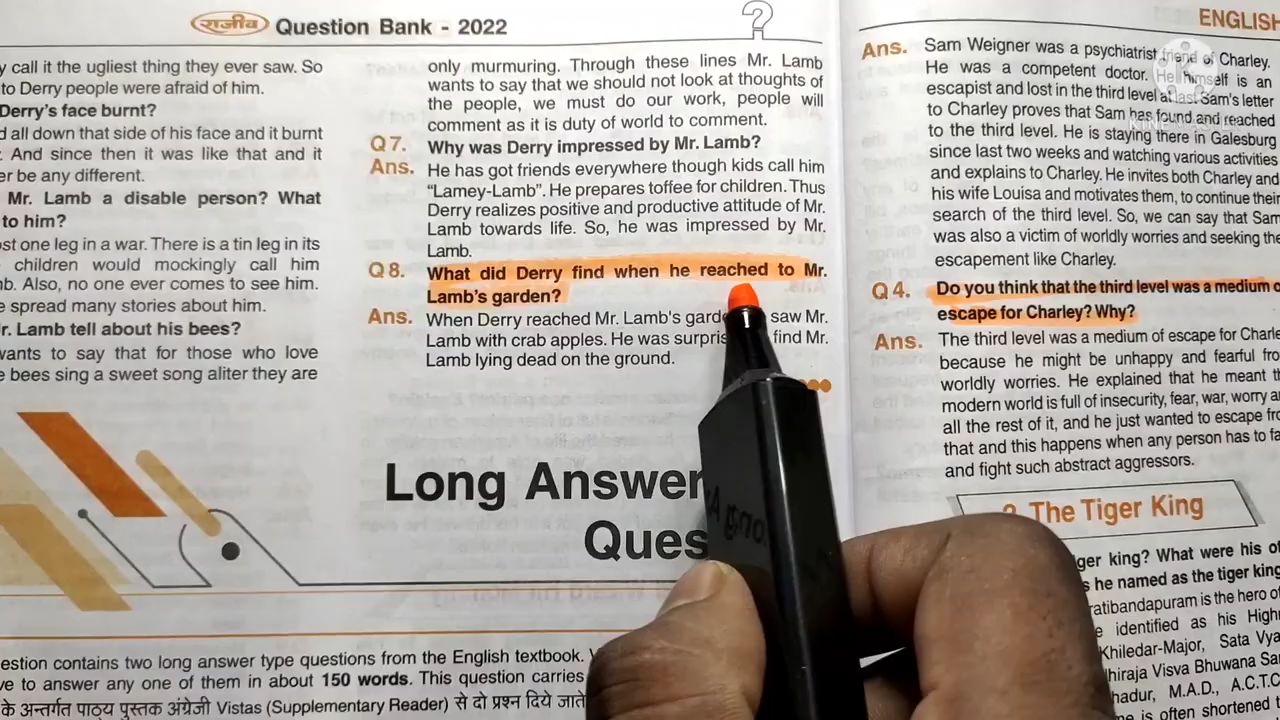 राजीव Question Bank - 2022
y call it the ugliest thing they ever saw. So
to Derry people were afraid of him.
Derry's face burnt?
d all down that side of his face and it burnt
And since then it was like that and it
er be any different.
Mr. Lamb a disable person? What
to him?
ost one leg in a war. There is a tin leg in its
children would mockingly call him
nb. Also, no one ever comes to see him.
e spread many stories about him.
r. Lamb tell about his bees?
wants to say that for those who love
e bees sing a sweet song aliter they are
only murmuring. Through these lines Mr. Lamb
wants to say that we should not look at thoughts of
the people, we must do our work, people will
comment as it is duty of world to comment.
Q 7. Why was Derry impressed by Mr. Lamb?
Ans. He has got friends everywhere though kids call him
“Lamey-Lamb”. He prepares toffee for children. Thus
Derry realizes positive and productive attitude of Mr.
Lamb towards life. So, he was impressed by Mr.
Lamb.
Q 8. What did Derry find when he reached to Mr.
Lamb's garden?
Ans. When Derry reached Mr. Lamb's garde saw Mr.
Lamb with crab apples. He was surpris find Mr.
Lamb lying dead on the ground.
Long Answer
Ques
estion contains two long answer type questions from the English textbook.
ve to answer any one of them in about 150 words. This question carries
के अन्तर्गत पाठ्य पुस्तक अंग्रेजी Vistas (Supplementary Reader) से दो प्रश्न दिये जाते
ENGLISH
Ans. Sam Weigner was a psychiatrist friend of Charley.
He was a competent doctor. He himself is an
escapist and lost in the third level at last Sam's letter
to Charley proves that Sam has found and reached
to the third level. He is staying there in Galesburg
since last two weeks and watching various activities
and explains to Charley. He invites both Charley and
his wife Louisa and motivates them, to continue their
search of the third level. So, we can say that Sam
was also a victim of worldly worries and seeking the
escapement like Charley.
Q 4. Do you think that the third level was a medium o
escape for Charley? Why?
Ans. The third level was a medium of escape for Charle
because he might be unhappy and fearful fro
worldly worries. He explained that he meant th
modern world is full of insecurity, fear, war, worry a
all the rest of it, and he just wanted to escape fro
that and this happens when any person has to fa
and fight such abstract aggressors.
The Tiger King
ger king? What were his o
s he named as the tiger king
ratibandapuram is the hero of
e identified as his High
Khiledar-Major, Sata Vya
hiraja Visva Bhuwana Sa
hadur, M.A.D., A.C.T.C
me is often shortened t
KINEMASTER